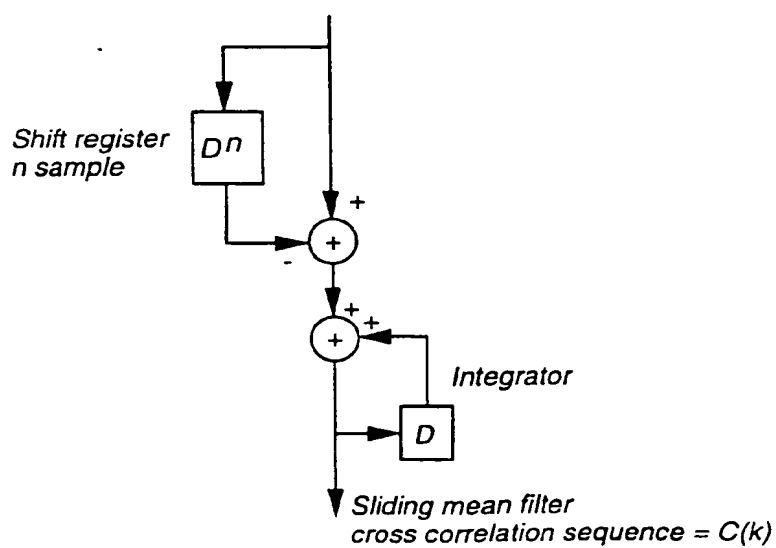 Shift register
n sample
Dn
+
-
+
+
+
+
Integrator
D
Sliding mean filter
cross correlation sequence = C(k)